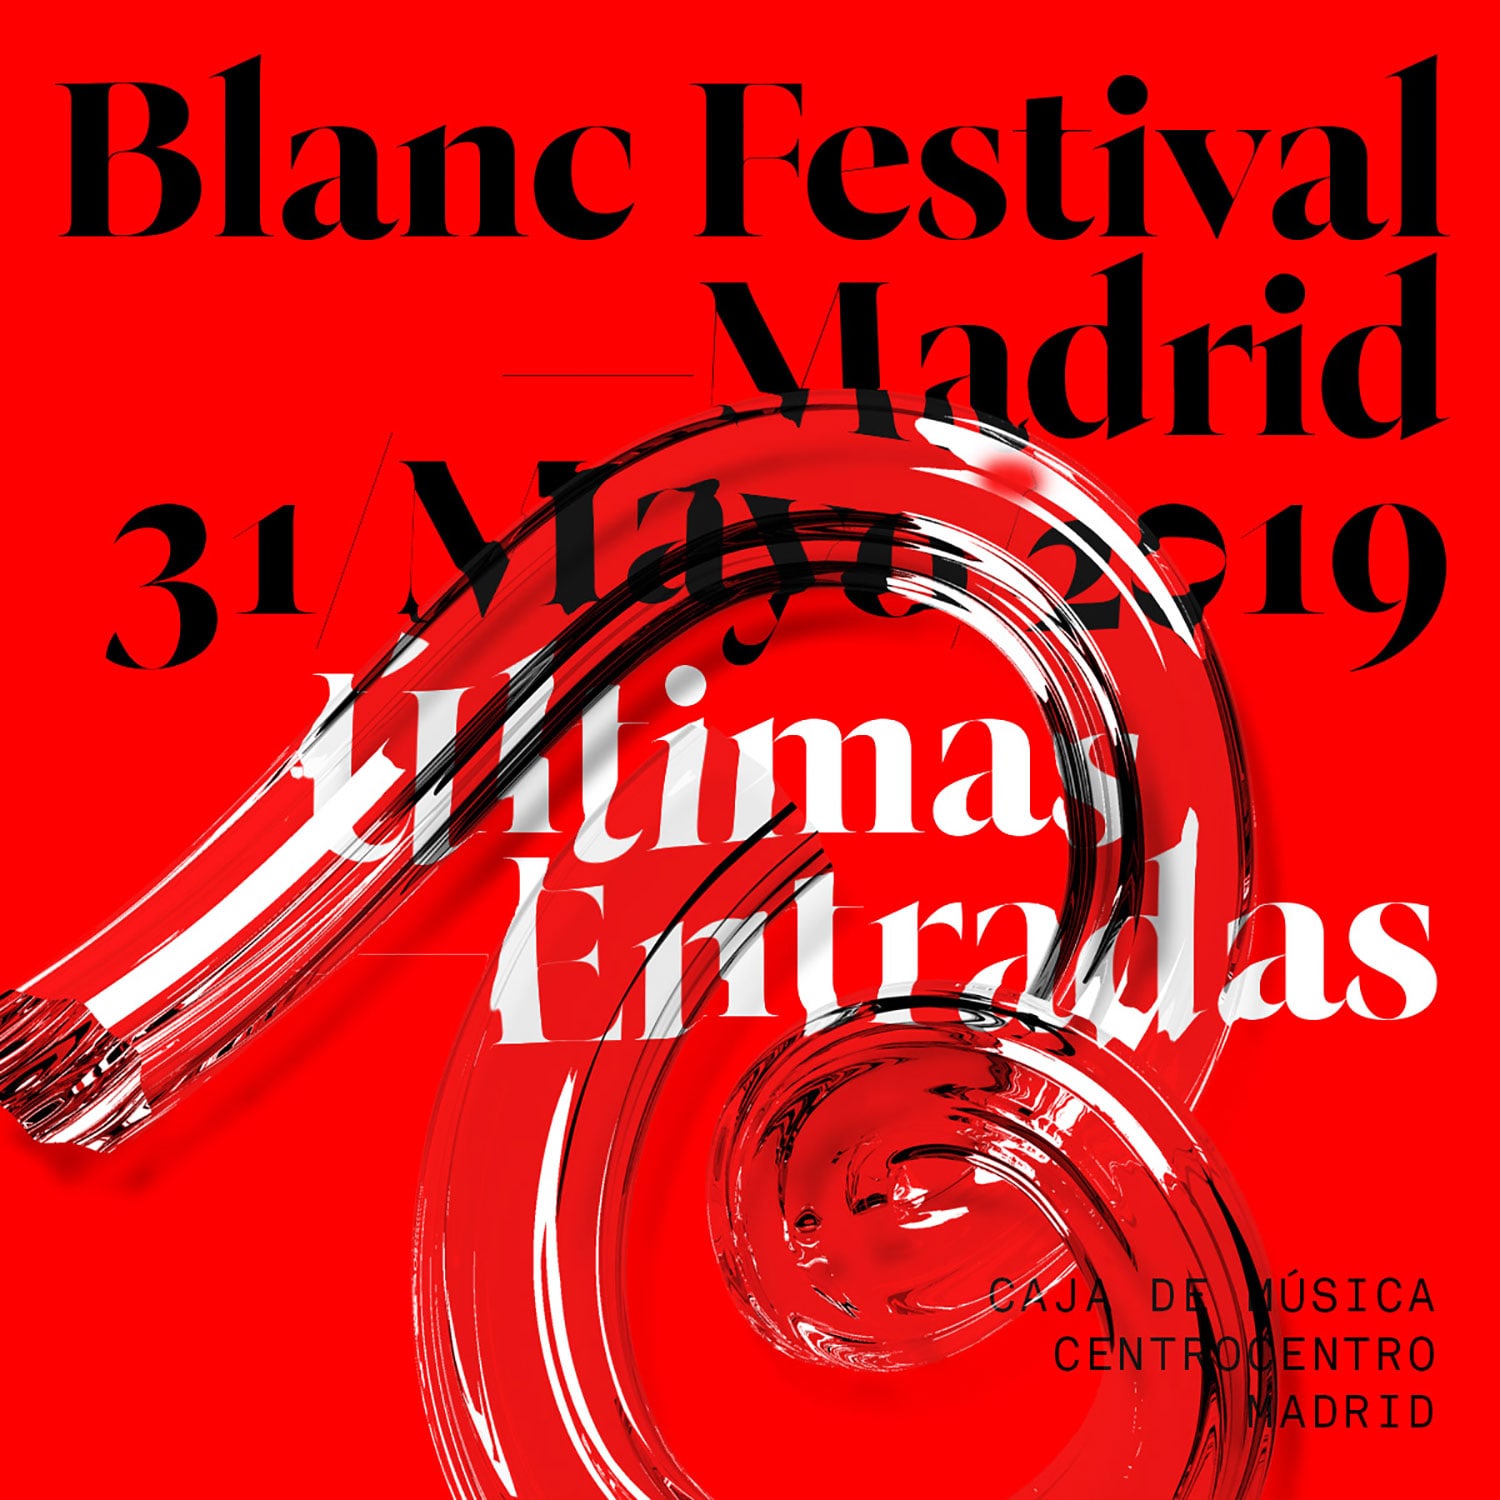 Blanc Festival
—Madrid
31/Mayo/2019
Últimas
—Entradas
CAJA DE MÚSICA
CENTROCENTRO
MADRID